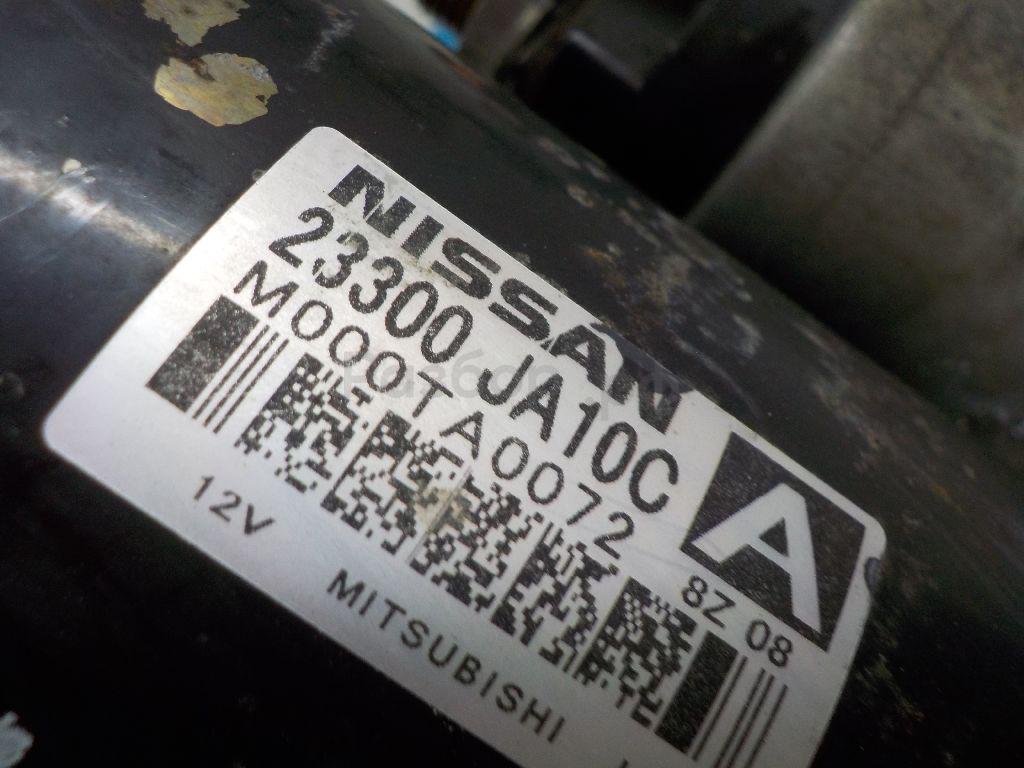 NISSAN
23300 JA10C
M000TA0072
A
8Z 08
12V
MITSUBISHI